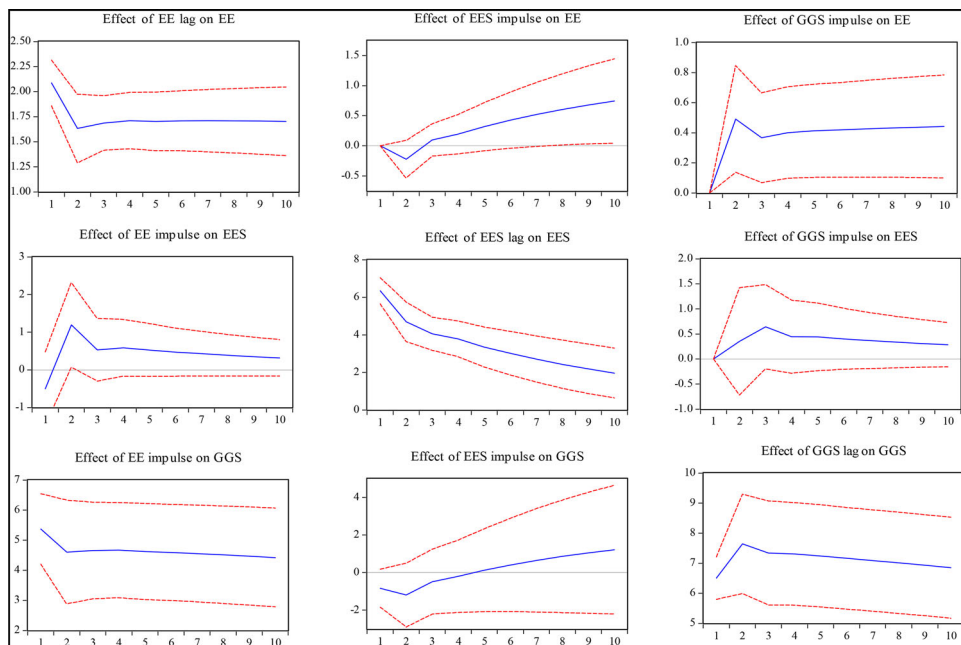 Effect of EE lag on EE
2.50
2.25
2.00
1.75
1.50
1.25
1.00
1 2 3 4 5 6 7 8 9 10
Effect of EES impulse on EE
1.5
1.0
0.5
0.0
-0.5
1 2 3 4 5 6 7 8 9 10
Effect of GGS impulse on EE
1.0
0.8
0.6
0.4
0.2
0.0
1 2 3 4 5 6 7 8 9 10
Effect of EE impulse on EES
3
2
1
0
-1
1 2 3 4 5 6 7 8 9 10
Effect of EES lag on EES
8
6
4
2
0
1 2 3 4 5 6 7 8 9 10
Effect of GGS impulse on EES
2.0
1.5
1.0
0.5
0.0
-0.5
-1.0
1 2 3 4 5 6 7 8 9 10
Effect of EE impulse on GGS
7
6
5
4
3
2
1 2 3 4 5 6 7 8 9 10
Effect of EES impulse on GGS
4
2
0
-2
1 2 3 4 5 6 7 8 9 10
Effect of GGS lag on GGS
10
9
8
7
6
5
1 2 3 4 5 6 7 8 9 10